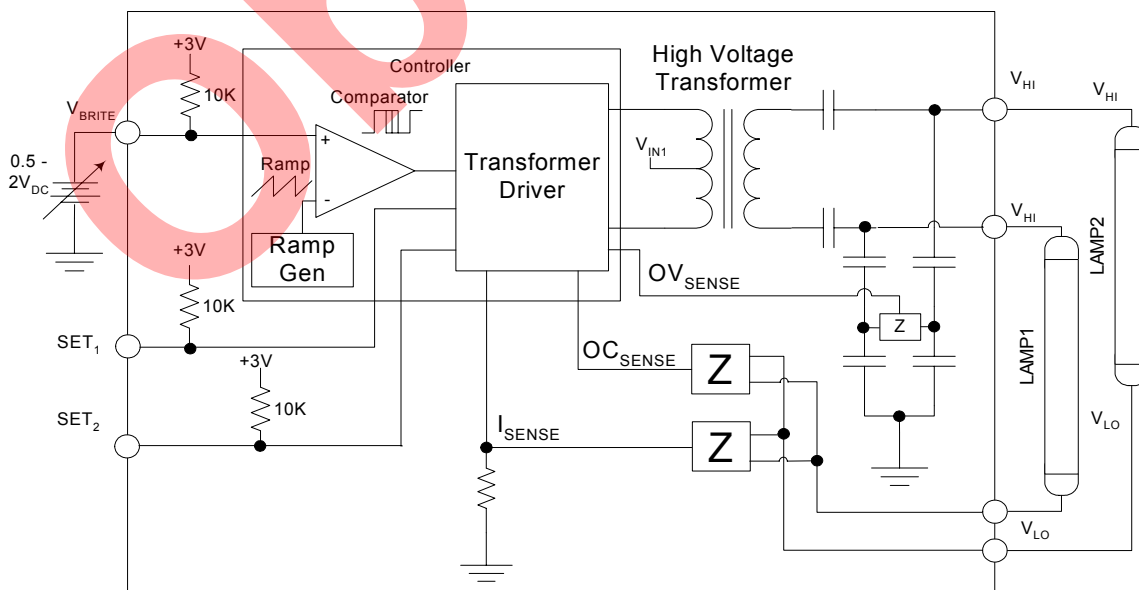 +3V
10K
V_BRITE
0.5 -
2V_DC
Controller
Comparator
+
-
Ramp
Ramp
Gen
Transformer
Driver
High Voltage
Transformer
V_IN1
V_HI
V_HI
V_HI
LAMP2
LAMP1
OV_SENSE
Z
+3V
10K
SET_1
+3V
10K
SET_2
OC_SENSE
Z
I_SENSE
Z
V_LO
V_LO